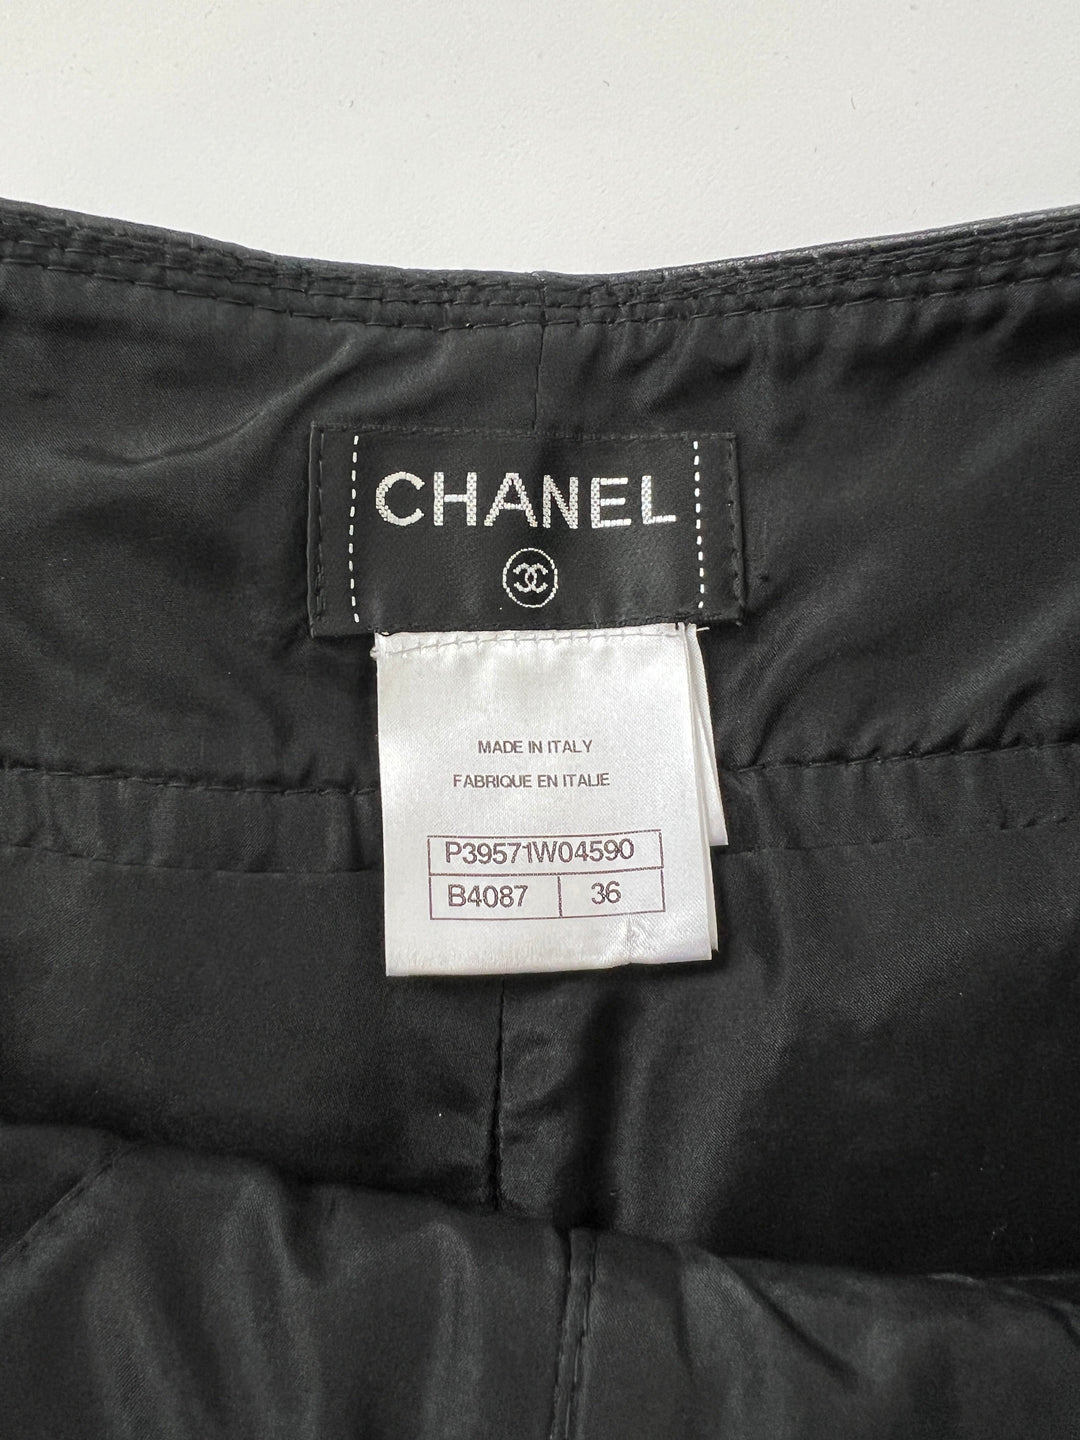 CHANEL
MADE IN ITALY
FABRIQUE EN ITALIE
P39571W04590
B4087 36